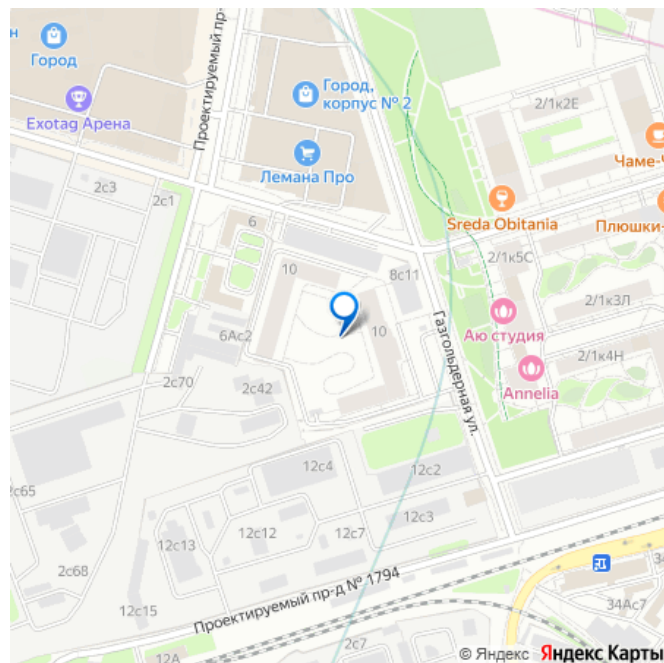 н
Город
Exotag Арена
Проектируемый пр-
Город,
корпус № 2
Лемана Про
2/1к2Е
Чаме-Ч
Sreda Obitania
Плюшки-
2с3
2с1
6
10
8с11
2/1к5С
2/1к3Л
Аю студия
10
6Ас2
Газгольдерная ул.
2/1к4Н
Annelia
2с70
2с42
2с65
12с4
12с2
12с3
12с13
12с12
12с7
2с68
12с15
Проектируемый пр-д № 1794
34Ас7
2с7
12А
© Яндекс Яндекс Карты